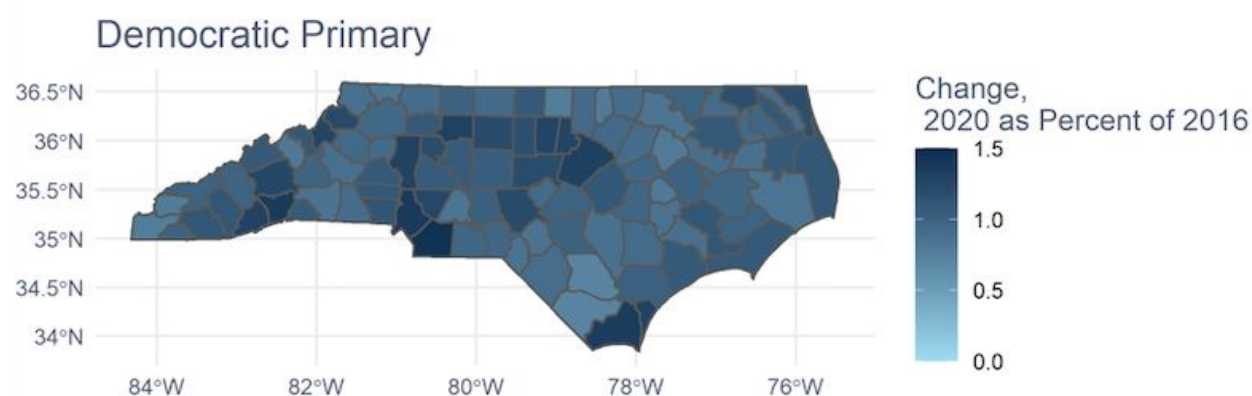 Democratic Primary
36.5°N
36°N
35.5°N
35°N
34.5°N
34°N
84°W
82°W
80°W
78°W
76°W
Change,
2020 as Percent of 2016
1.5
1.0
0.5
0.0